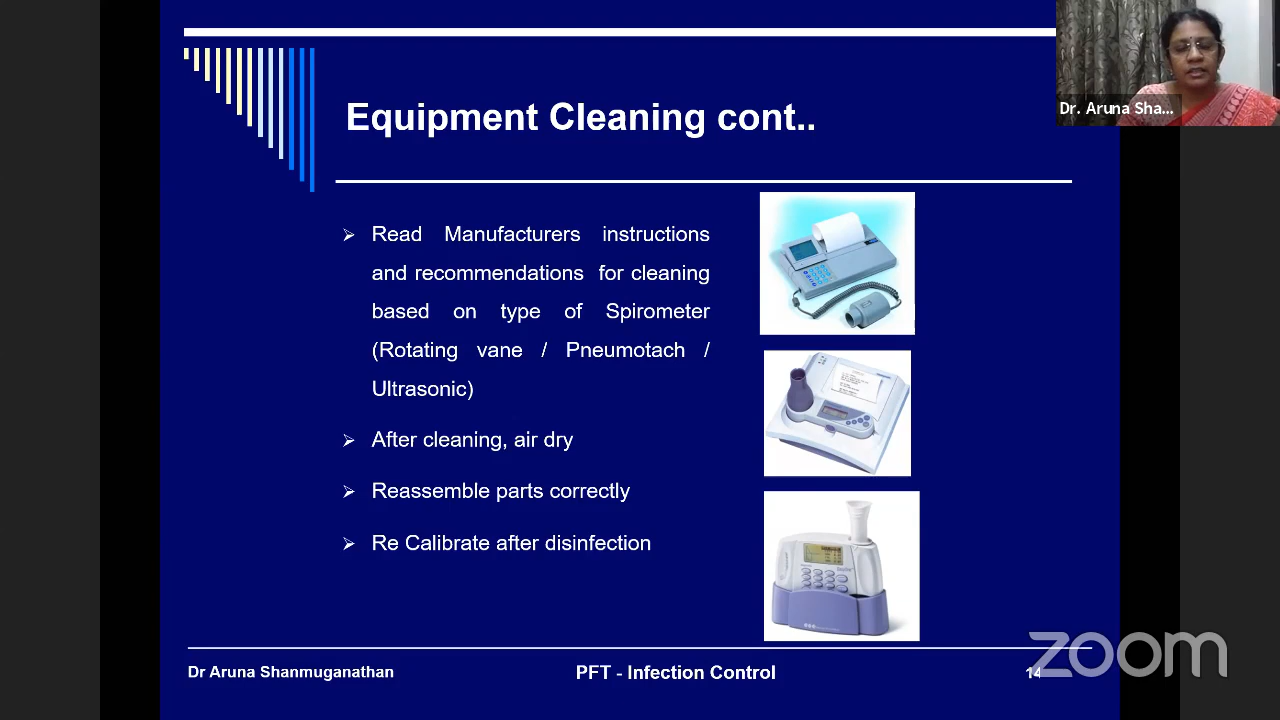 Equipment Cleaning cont..
Dr. Aruna Sha...
➢ Read Manufacturers instructions
and recommendations for cleaning
based on type of Spirometer
(Rotating vane / Pneumotach /
Ultrasonic)
➢ After cleaning, air dry
➢ Reassemble parts correctly
➢ Re Calibrate after disinfection
Dr Aruna Shanmuganathan
PFT - Infection Control
14
zoom